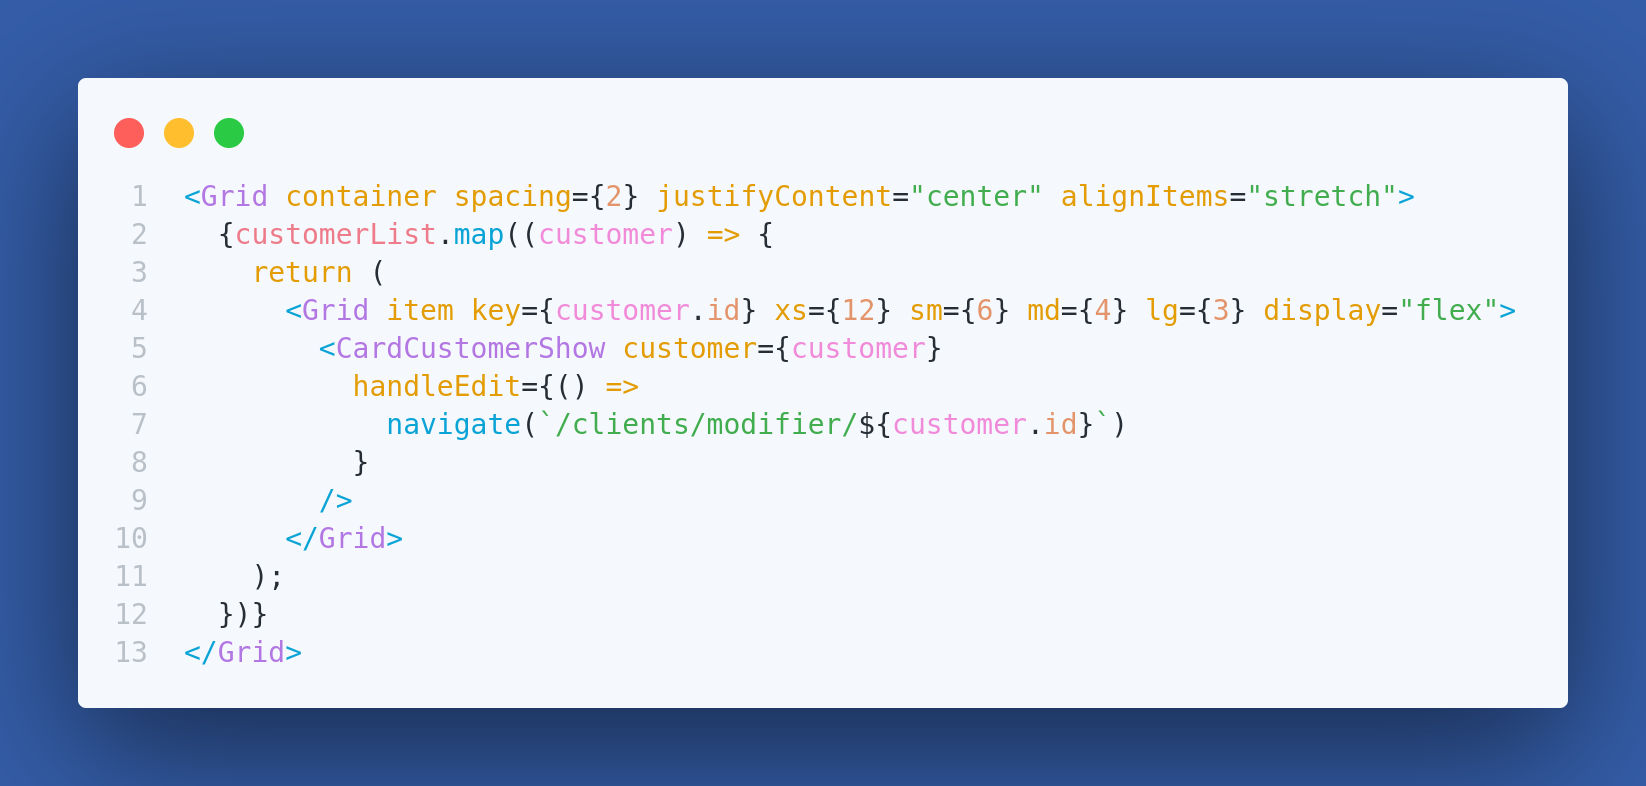 1 <Grid container spacing={2} justifyContent="center" alignItems="stretch">
2   {customerList.map((customer) => {
3     return (
4       <Grid item key={customer.id} xs={12} sm={6} md={4} lg={3} display="flex">
5         <CardCustomerShow customer={customer}
6           handleEdit={() =>
7             navigate(`/clients/modifier/${customer.id}`)
8           }
9         />
10       </Grid>
11     );
12   })}
13 </Grid>